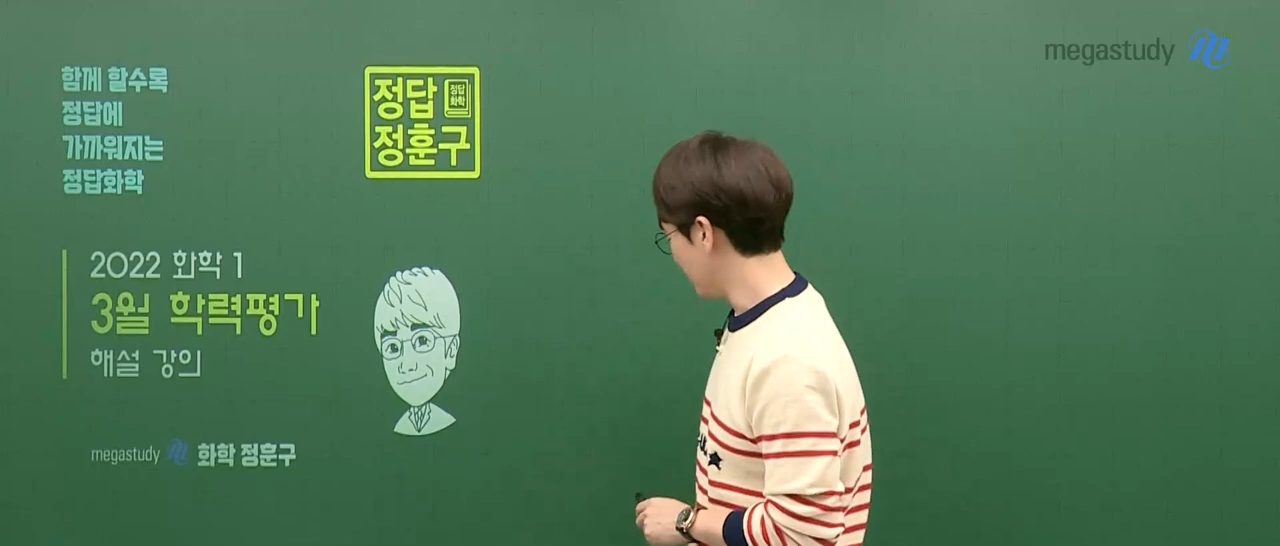 함께 할수록
정답에
가까워지는
정답화학
정답
정답
화학
정훈구
2022 화학 1
3월 학력평가
해설 강의
megastudy 화학 정훈구
megastudy